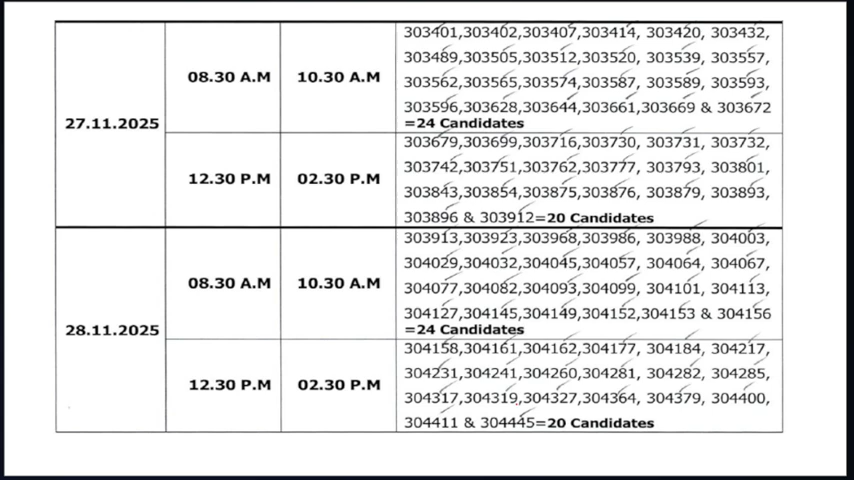 27.11.2025
08.30 A.M
10.30 A.M
303401,303402,303407,303414, 303420, 303432,
303489,303505,303512,303520, 303539, 303557,
303562,303565,303574,303587, 303589, 303593,
303596,303628,303644,303661,303669 & 303672
=24 Candidates
12.30 P.M
02.30 P.M
303679,303699,303716,303730, 303731, 303732,
303742,303751,303762,303777, 303793, 303801,
303843,303854,303875,303876, 303879, 303893,
303896 & 303912=20 Candidates
28.11.2025
08.30 A.M
10.30 A.M
303913,303923,303968,303986, 303988, 304003,
304029,304032,304045,304057, 304064, 304067,
304077,304082,304093,304099, 304101, 304113,
304127,304145,304149,304152,304153 & 304156
=24 Candidates
12.30 P.M
02.30 P.M
304158,304161,304162,304177, 304184, 304217,
304231,304241,304260,304281, 304282, 304285,
304317,304319,304327,304364, 304379, 304400,
304411 & 304445=20 Candidates